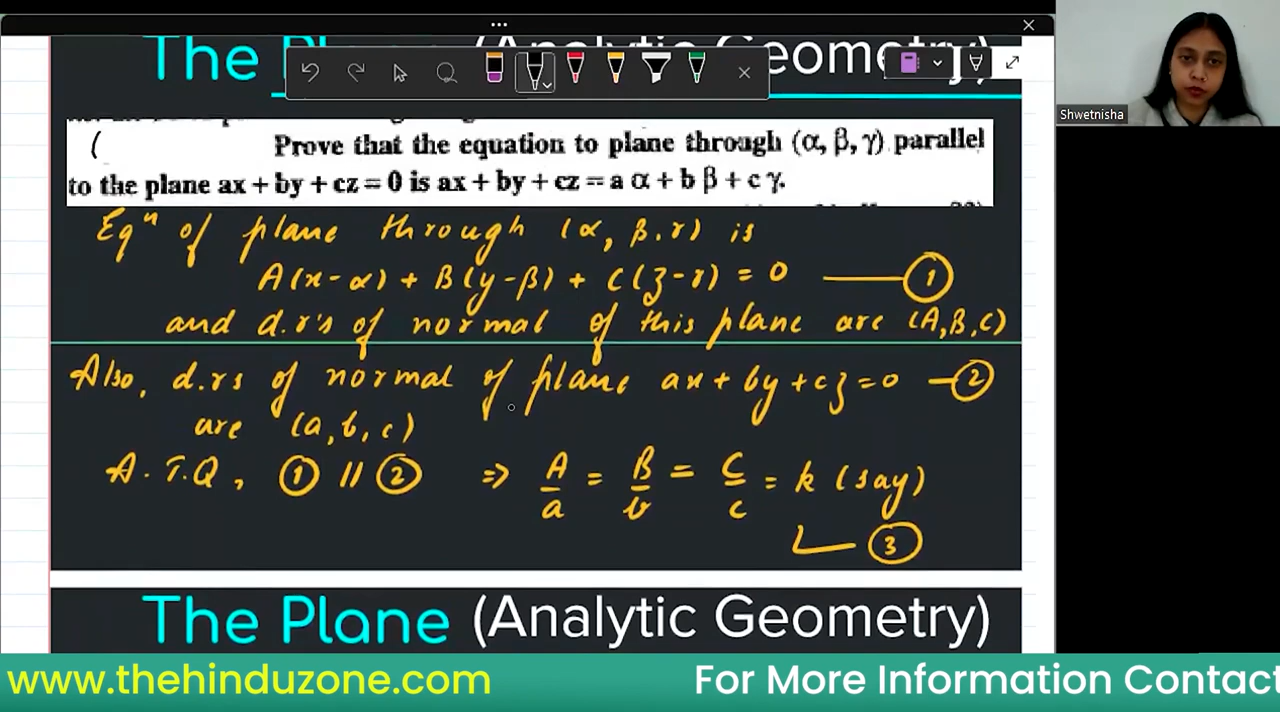 The Plane (Analytic Geometry)
Shwetnisha
( Prove that the equation to plane through (α, β, γ) parallel
to the plane ax + by + cz = 0 is ax + by + cz = a α + b β + c γ.
Eqⁿ of plane through (α, β, γ) is
A(x-α) + B(y-β) + C(z-γ) = 0 —— ①
and d.r's of normal of this plane are (A,B,C)
Also, d.rs of normal of plane ax + by + cz = 0 — ②
are (a, b, c)
A.T.Q, ① // ② ⇒ A/a = B/b = C/c = k (say)
③
The Plane (Analytic Geometry)
www.thehinduzone.com For More Information Contact